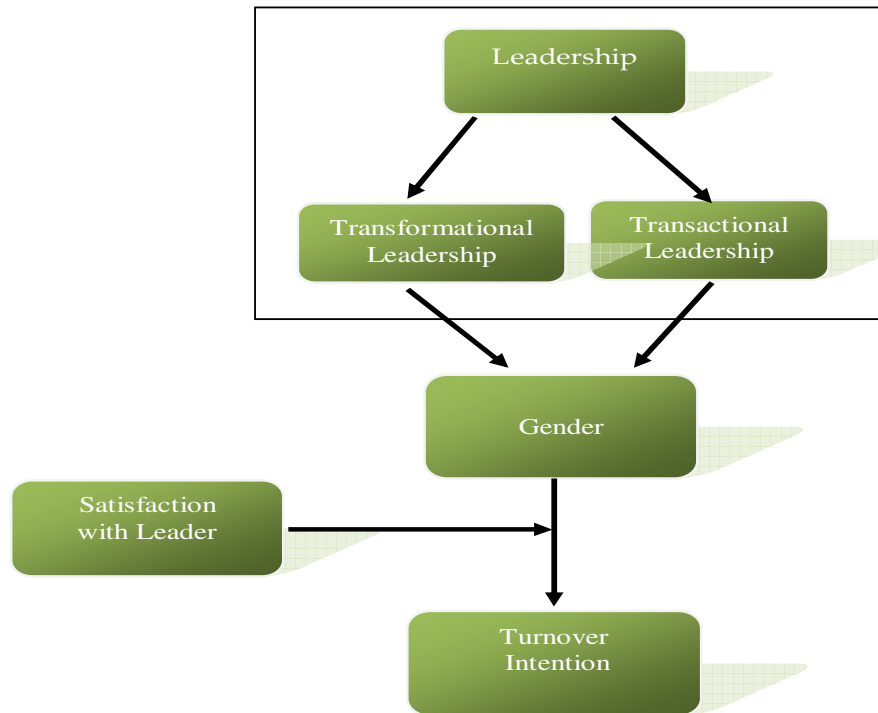 Leadership
Transformational
Leadership
Transactional
Leadership
Gender
Satisfaction
with Leader
Turnover
Intention